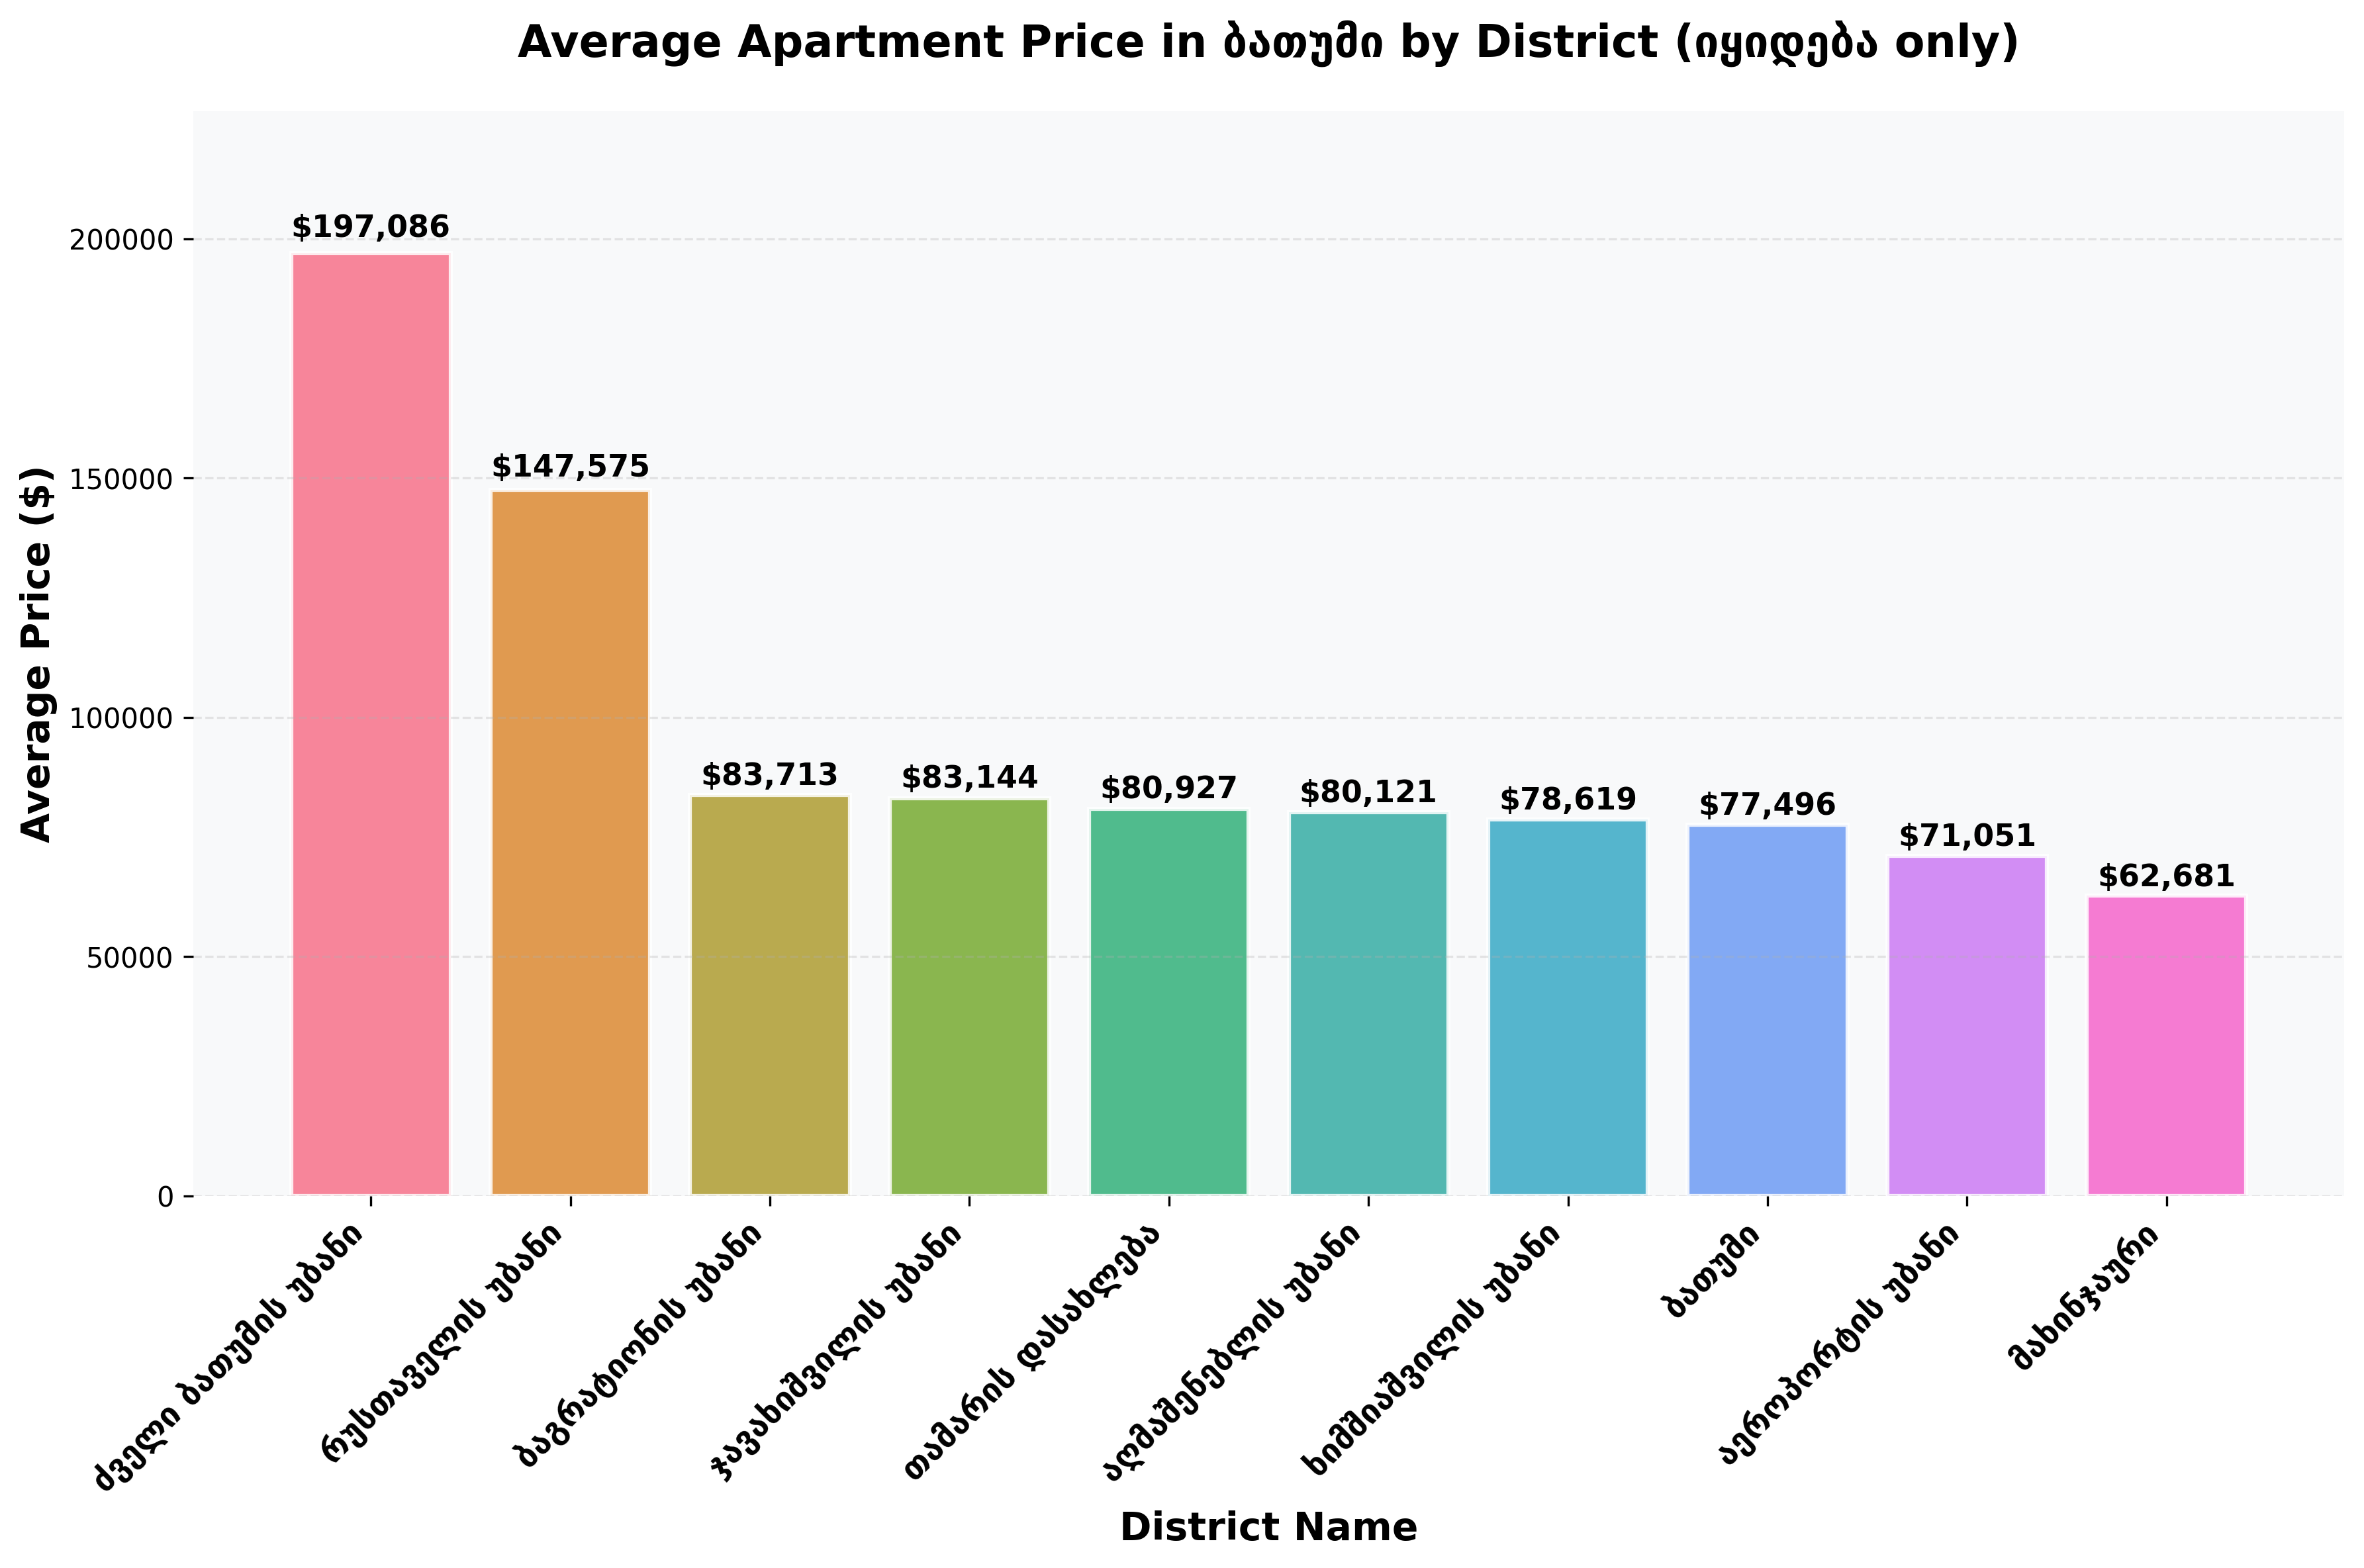 Average Apartment Price in ბათუმი by District (იყიდება only)
Average Price ($)
200000
150000
100000
50000
0
$197,086
$147,575
$83,713
$83,144
$80,927
$80,121
$78,619
$77,496
$71,051
$62,681
ძველი ბათუმის უბანი
რუსთაველის უბანი
ბაგრატიონის უბანი
ჯავახიშვილის უბანი
თამარის დასახლება
აღმაშენებლის უბანი
ხიმშიაშვილის უბანი
ბათუმი
აეროპორტის უბანი
მახინჯაური
District Name